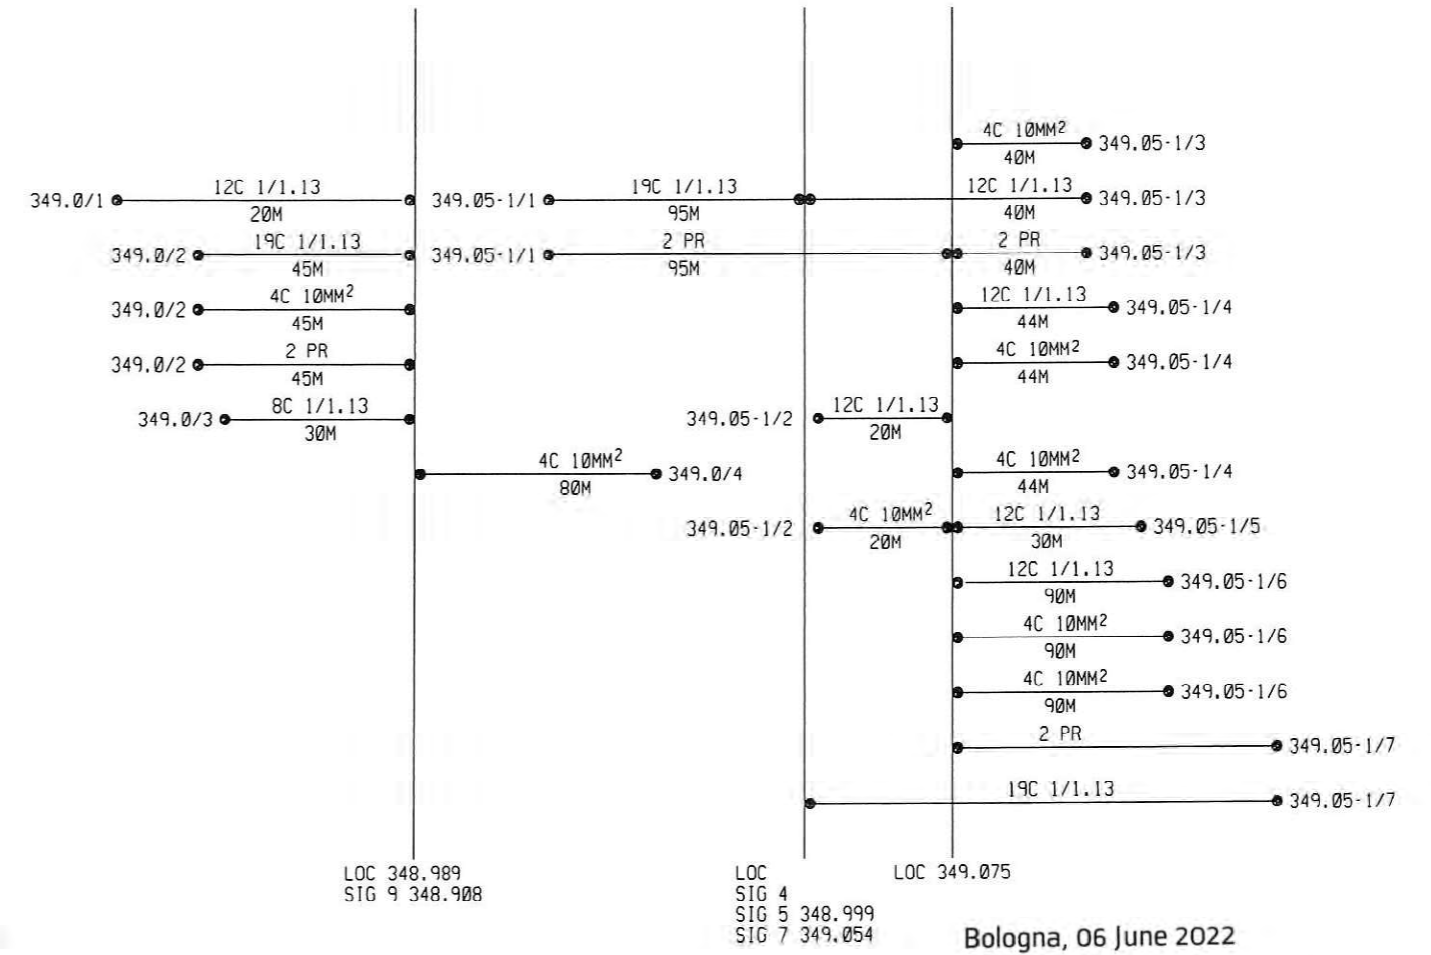 4C 10MM²
349.05-1/3
40M
12C 1/1.13
349.0/1
20M
349.05-1/1
19C 1/1.13
95M
12C 1/1.13
349.05-1/3
40M
19C 1/1.13
349.0/2
45M
349.05-1/1
2 PR
95M
2 PR
349.05-1/3
40M
4C 10MM²
349.0/2
45M
12C 1/1.13
349.05-1/4
44M
2 PR
349.0/2
45M
4C 10MM²
349.05-1/4
44M
8C 1/1.13
349.0/3
30M
349.05-1/2
12C 1/1.13
20M
4C 10MM²
349.0/4
80M
4C 10MM²
349.05-1/4
44M
349.05-1/2
4C 10MM²
20M
12C 1/1.13
349.05-1/5
30M
12C 1/1.13
349.05-1/6
90M
4C 10MM²
349.05-1/6
90M
4C 10MM²
349.05-1/6
90M
2 PR
349.05-1/7
19C 1/1.13
349.05-1/7
LOC 348.989
SIG 9 348.908
LOC
SIG 4
SIG 5 348.999
SIG 7 349.054
LOC 349.075
Bologna, 06 June 2022